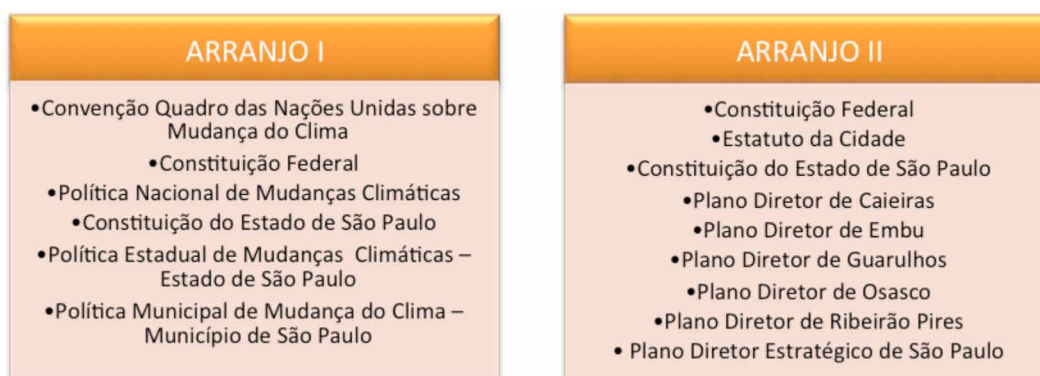 ARRANJO I
•Convenção Quadro das Nações Unidas sobre
Mudança do Clima
•Constituição Federal
•Política Nacional de Mudanças Climáticas
•Constituição do Estado de São Paulo
•Política Estadual de Mudanças Climáticas –
Estado de São Paulo
•Política Municipal de Mudança do Clima –
Município de São Paulo
ARRANJO II
•Constituição Federal
•Estatuto da Cidade
•Constituição do Estado de São Paulo
•Plano Diretor de Caieiras
•Plano Diretor de Embu
•Plano Diretor de Guarulhos
•Plano Diretor de Osasco
•Plano Diretor de Ribeirão Pires
• Plano Diretor Estratégico de São Paulo